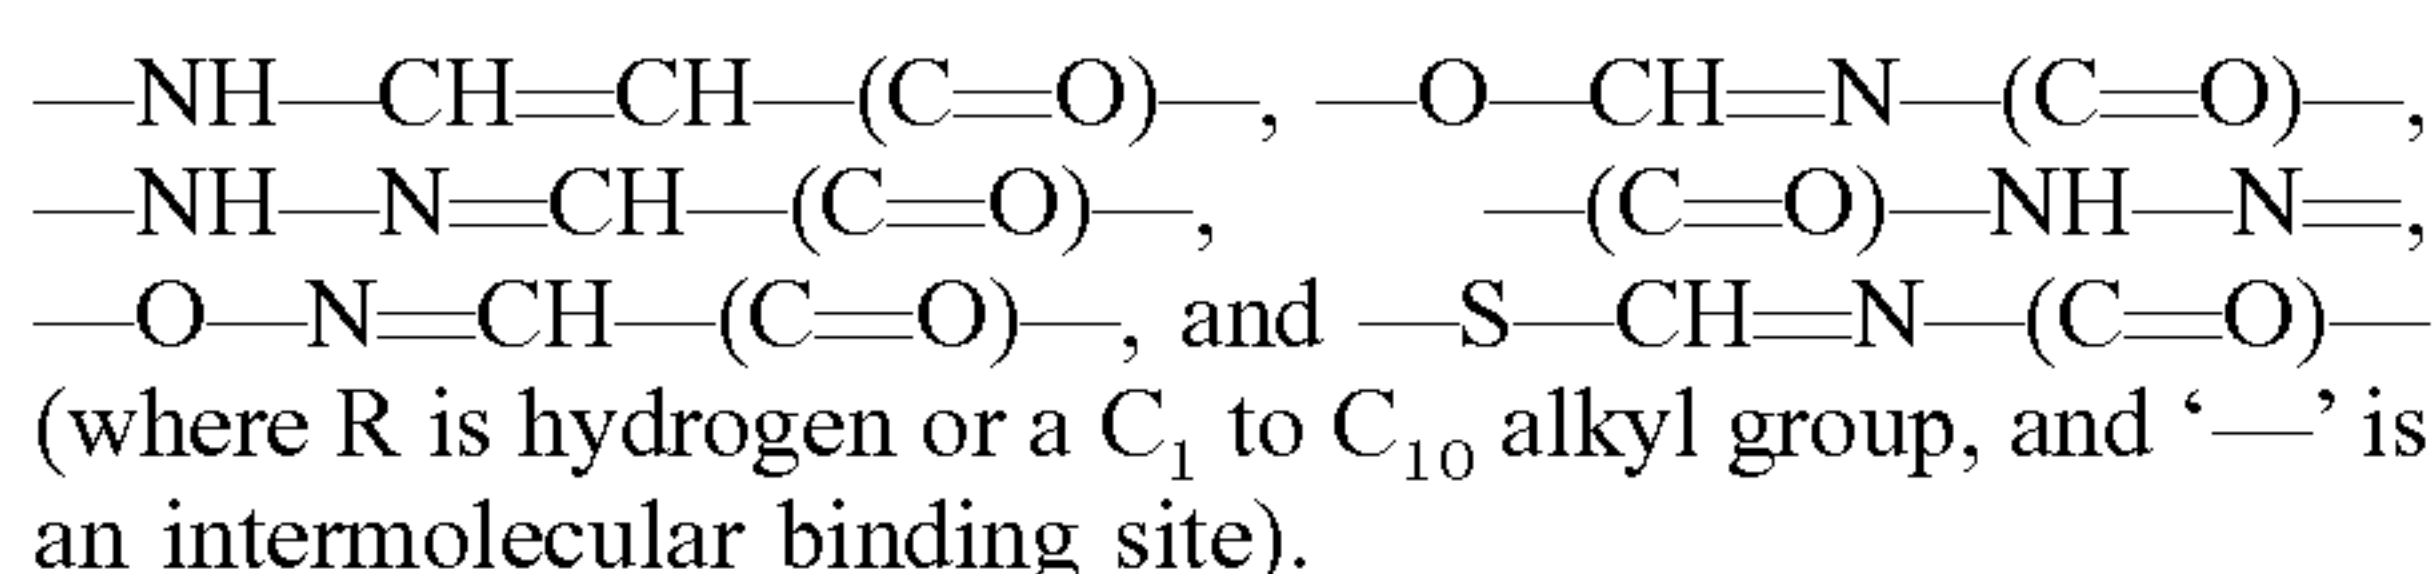 —NH—CH=CH—(C=O)—, —O—CH=N—(C=O)—,
—NH—N=CH—(C=O)—, —(C=O)—NH—N=,
—O—N=CH—(C=O)—, and —S—CH=N—(C=O)—
(where R is hydrogen or a C₁ to C₁₀ alkyl group, and ‘—’ is
an intermolecular binding site).